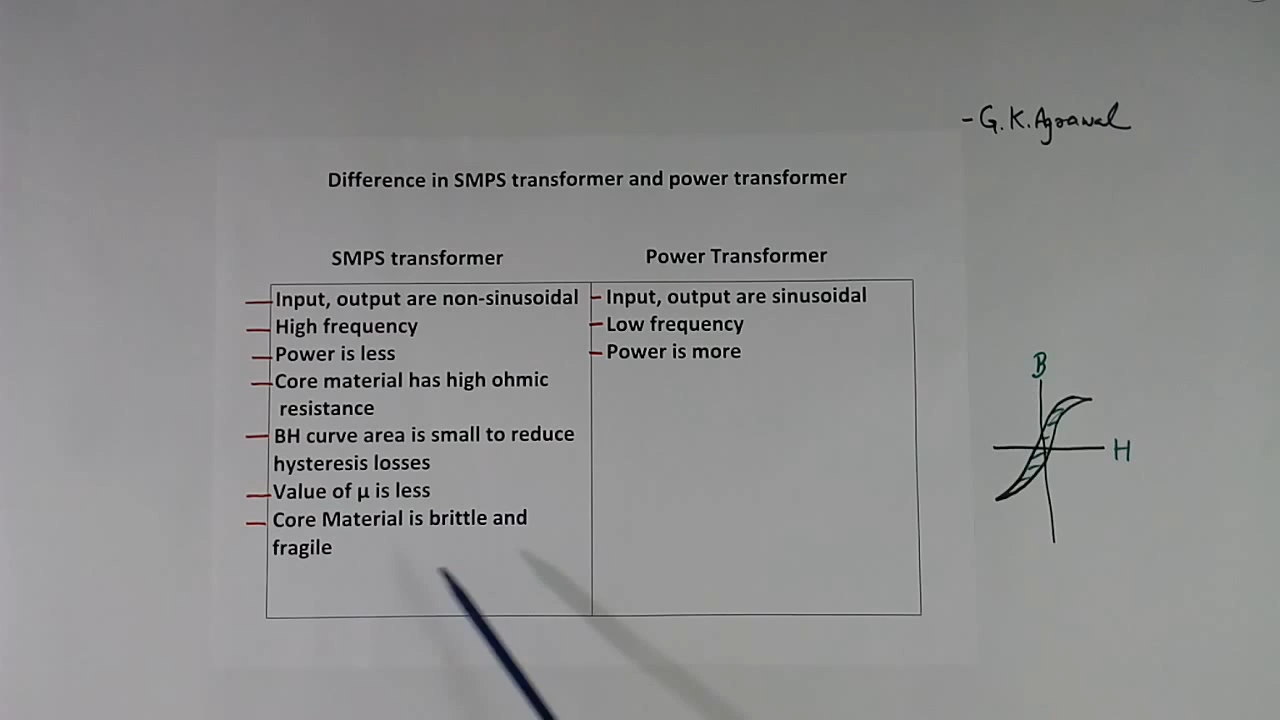 - G. K. Agrawal
Difference in SMPS transformer and power transformer
SMPS transformer
Input, output are non-sinusoidal
High frequency
Power is less
Core material has high ohmic
resistance
BH curve area is small to reduce
hysteresis losses
Value of μ is less
Core Material is brittle and
fragile
Power Transformer
Input, output are sinusoidal
Low frequency
Power is more
B
H